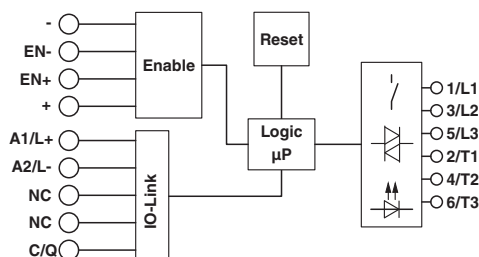 -
EN-
EN+
+
Enable
Reset
A1/L+
A2/L-
NC
NC
C/Q
IO-Link
Logic
μP
1/L1
3/L2
5/L3
2/T1
4/T2
6/T3